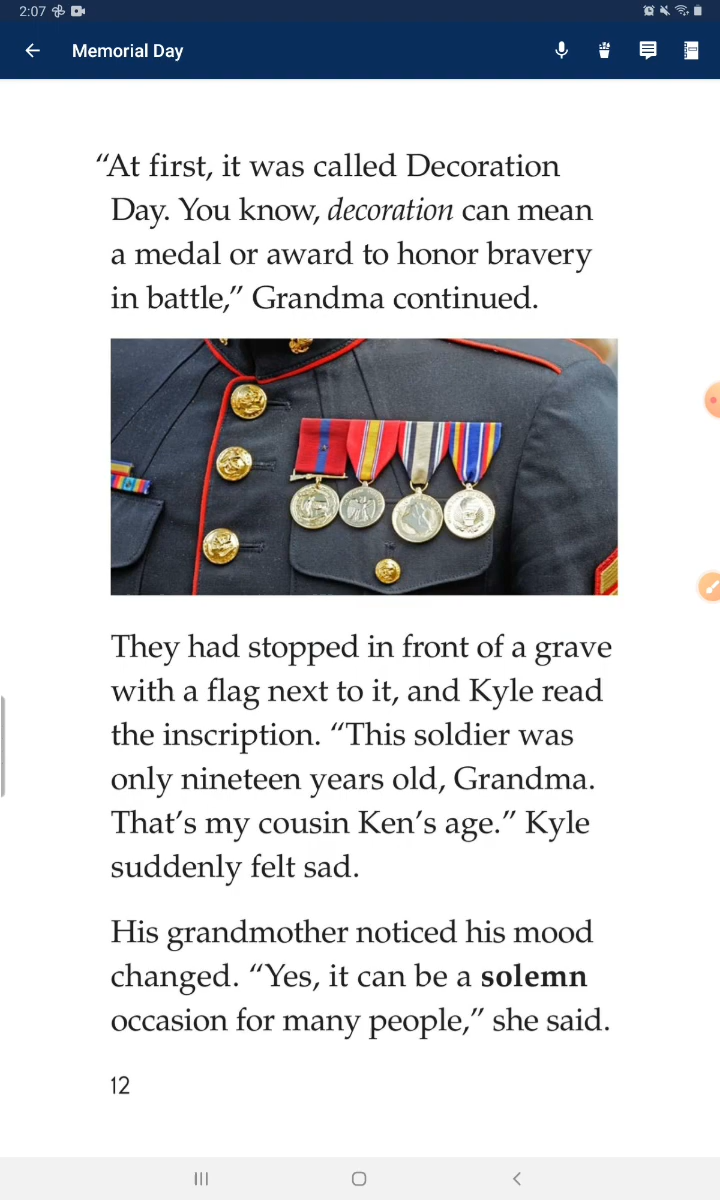 2:07
Memorial Day
“At first, it was called Decoration
Day. You know, decoration can mean
a medal or award to honor bravery
in battle,” Grandma continued.
They had stopped in front of a grave
with a flag next to it, and Kyle read
the inscription. “This soldier was
only nineteen years old, Grandma.
That’s my cousin Ken’s age.” Kyle
suddenly felt sad.
His grandmother noticed his mood
changed. “Yes, it can be a solemn
occasion for many people,” she said.
12